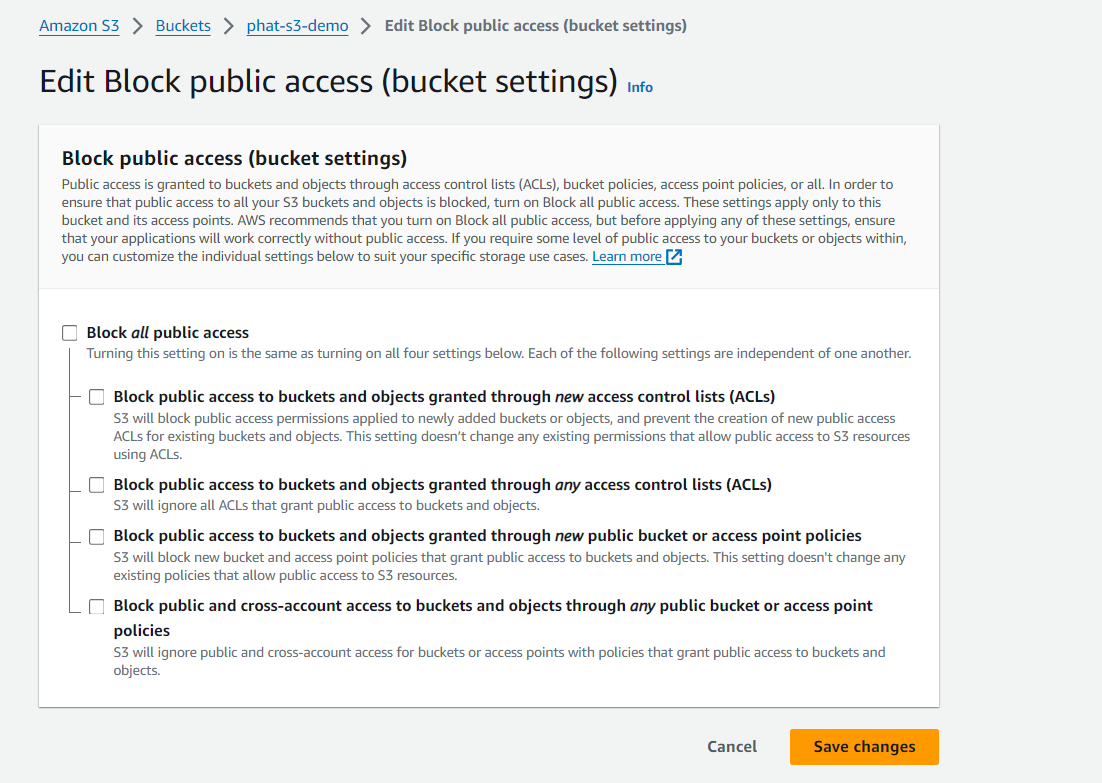 Amazon S3 > Buckets > phat-s3-demo > Edit Block public access (bucket settings)
Edit Block public access (bucket settings) Info
Block public access (bucket settings)
Public access is granted to buckets and objects through access control lists (ACLs), bucket policies, access point policies, or all. In order to
ensure that public access to all your S3 buckets and objects is blocked, turn on Block all public access. These settings apply only to this
bucket and its access points. AWS recommends that you turn on Block all public access, but before applying any of these settings, ensure
that your applications will work correctly without public access. If you require some level of public access to your buckets or objects within,
you can customize the individual settings below to suit your specific storage use cases. Learn more
Block all public access
Turning this setting on is the same as turning on all four settings below. Each of the following settings are independent of one another.
Block public access to buckets and objects granted through new access control lists (ACLs)
S3 will block public access permissions applied to newly added buckets or objects, and prevent the creation of new public access
ACLs for existing buckets and objects. This setting doesn't change any existing permissions that allow public access to S3 resources
using ACLs.
Block public access to buckets and objects granted through any access control lists (ACLs)
S3 will ignore all ACLs that grant public access to buckets and objects.
Block public access to buckets and objects granted through new public bucket or access point policies
S3 will block new bucket and access point policies that grant public access to buckets and objects. This setting doesn't change any
existing policies that allow public access to S3 resources.
Block public and cross-account access to buckets and objects through any public bucket or access point
policies
S3 will ignore public and cross-account access for buckets or access points with policies that grant public access to buckets and
objects.
Cancel
Save changes